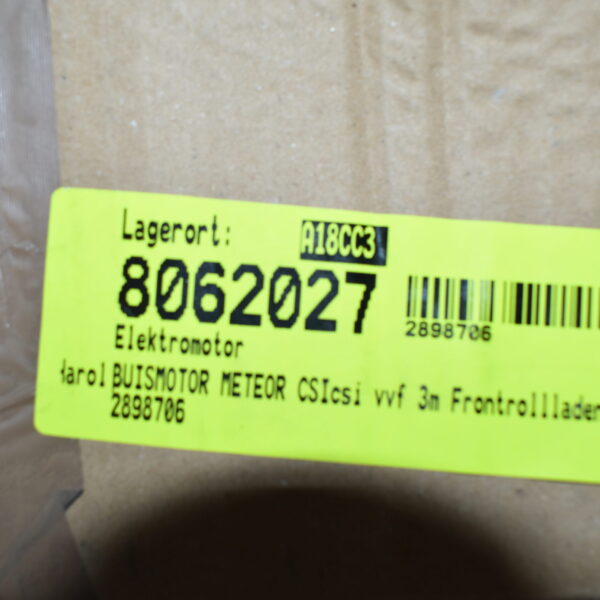 Lagerort: A18CC3
8062027
2898706
Elektromotor
BUISMOTOR METEOR CSIcsi vvf 3m Frontrollladen
2898706